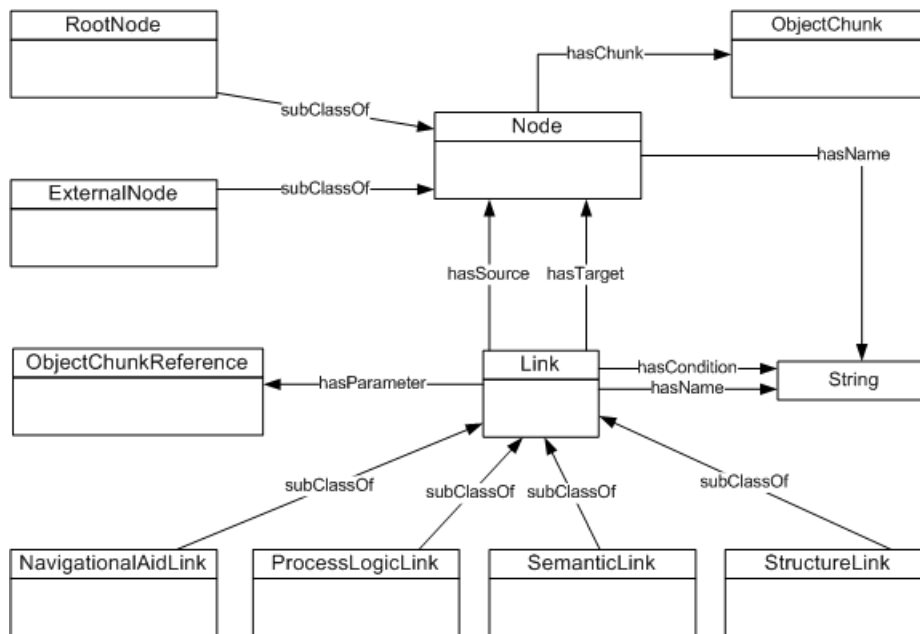 RootNode
ObjectChunk
hasChunk
subClassOf
Node
hasName
ExternalNode
subClassOf
hasSource
hasTarget
ObjectChunkReference
Link
hasCondition
String
hasParameter
hasName
subClassOf
subClassOf
subClassOf
subClassOf
NavigationalAidLink
ProcessLogicLink
SemanticLink
StructureLink